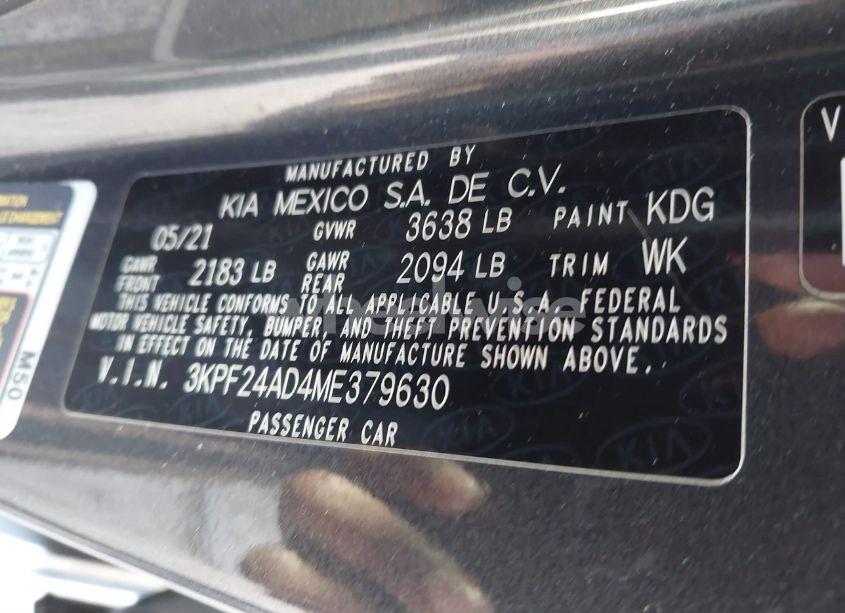 MANUFACTURED BY
KIA MEXICO S.A. DE C.V.
05/21 GVWR 3638 LB PAINT KDG
GAWR FRONT 2183 LB GAWR REAR 2094 LB TRIM WK
THIS VEHICLE CONFORMS TO ALL APPLICABLE U.S.A. FEDERAL
MOTOR VEHICLE SAFETY, BUMPER, AND THEFT PREVENTION STANDARDS
IN EFFECT ON THE DATE OF MANUFACTURE SHOWN ABOVE.
V.I.N. 3KPF24AD4ME379630
PASSENGER CAR
M50
V